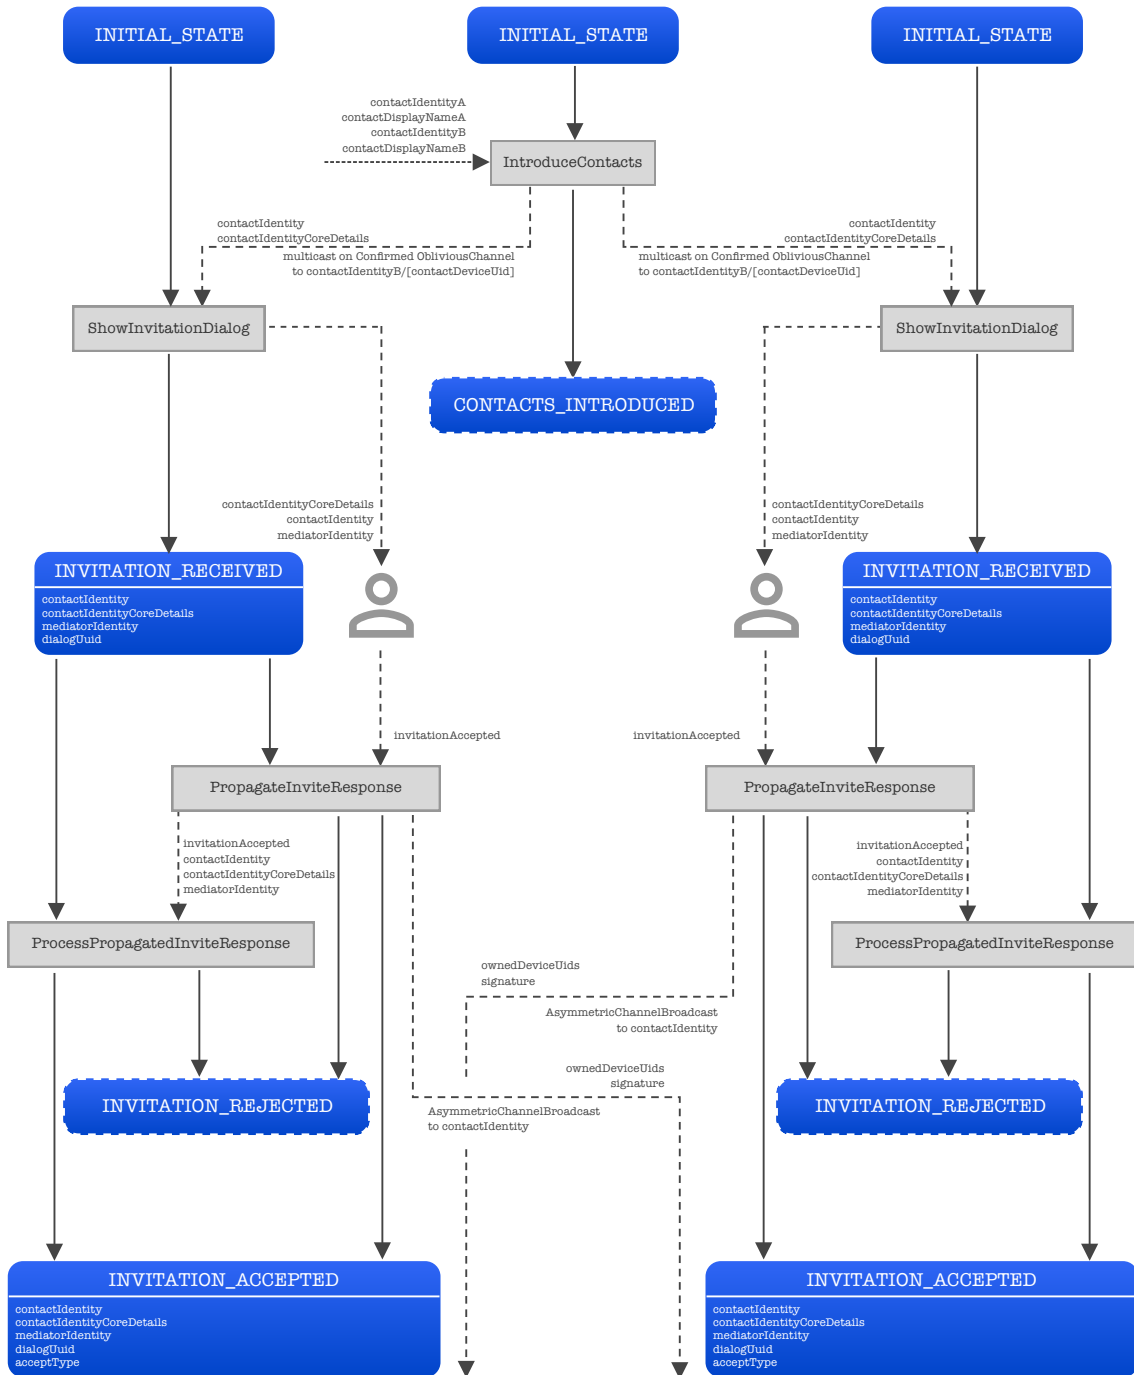 INITIAL_STATE
INITIAL_STATE
INITIAL_STATE
contactIdentityA
contactDisplayNameA
contactIdentityB
contactDisplayNameB
IntroduceContacts
contactIdentity
contactIdentityCoreDetails
multicast on Confirmed ObliviousChannel
to contactIdentityB/[contactDeviceUid]
contactIdentity
contactIdentityCoreDetails
multicast on Confirmed ObliviousChannel
to contactIdentityB/[contactDeviceUid]
ShowInvitationDialog
ShowInvitationDialog
CONTACTS_INTRODUCED
contactIdentityCoreDetails
contactIdentity
mediatorIdentity
contactIdentityCoreDetails
contactIdentity
mediatorIdentity
INVITATION_RECEIVED
contactIdentity
contactIdentityCoreDetails
mediatorIdentity
dialogUuid
INVITATION_RECEIVED
contactIdentity
contactIdentityCoreDetails
mediatorIdentity
dialogUuid
invitationAccepted
invitationAccepted
PropagateInviteResponse
PropagateInviteResponse
invitationAccepted
contactIdentity
contactIdentityCoreDetails
mediatorIdentity
invitationAccepted
contactIdentity
contactIdentityCoreDetails
mediatorIdentity
ProcessPropagatedInviteResponse
ProcessPropagatedInviteResponse
ownedDeviceUids
signature
AsymmetricChannelBroadcast
to contactIdentity
ownedDeviceUids
signature
AsymmetricChannelBroadcast
to contactIdentity
INVITATION_REJECTED
INVITATION_REJECTED
INVITATION_ACCEPTED
contactIdentity
contactIdentityCoreDetails
mediatorIdentity
dialogUuid
acceptType
INVITATION_ACCEPTED
contactIdentity
contactIdentityCoreDetails
mediatorIdentity
dialogUuid
acceptType